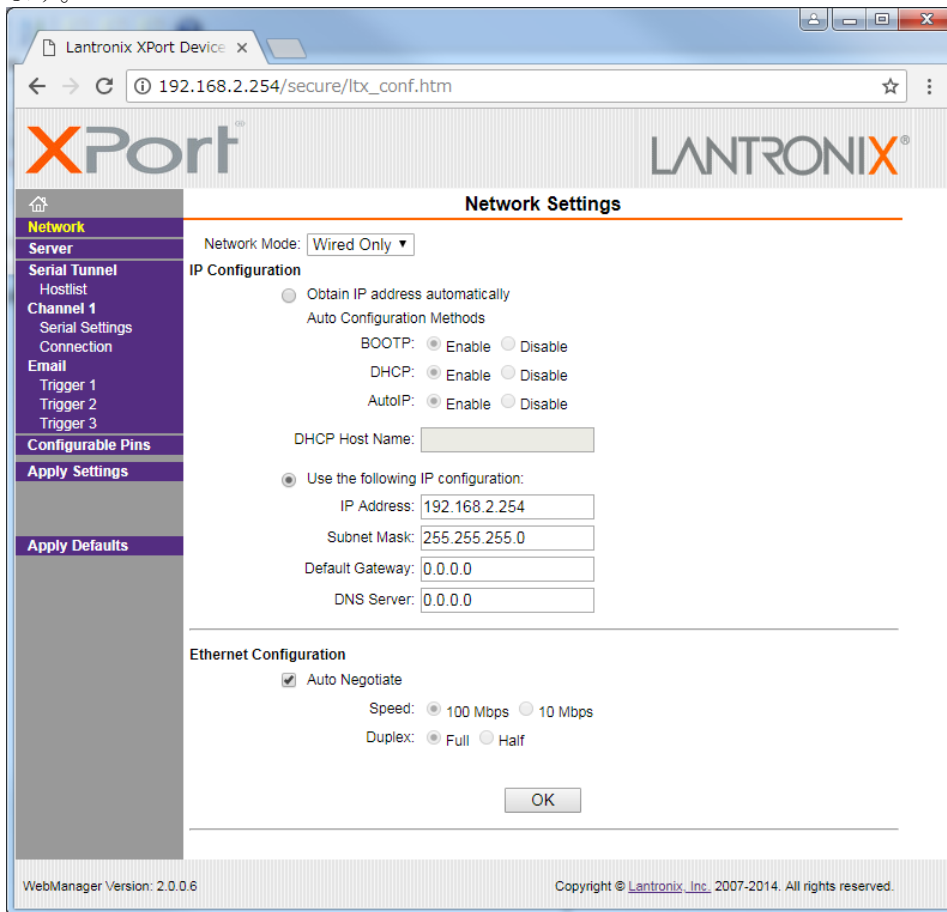 Lantronix XPort Device
192.168.2.254/secure/ltx_conf.htm
XPort®
LANTRONIX®
Network Settings
Network
Server
Serial Tunnel
Hostlist
Channel 1
Serial Settings
Connection
Email
Trigger 1
Trigger 2
Trigger 3
Configurable Pins
Apply Settings
Apply Defaults
Network Mode: Wired Only
IP Configuration
Obtain IP address automatically
Auto Configuration Methods
BOOTP: Enable Disable
DHCP: Enable Disable
AutoIP: Enable Disable
DHCP Host Name:
Use the following IP configuration:
IP Address: 192.168.2.254
Subnet Mask: 255.255.255.0
Default Gateway: 0.0.0.0
DNS Server: 0.0.0.0
Ethernet Configuration
Auto Negotiate
Speed: 100 Mbps 10 Mbps
Duplex: Full Half
OK
WebManager Version: 2.0.0.6
Copyright © Lantronix, Inc. 2007-2014. All rights reserved.